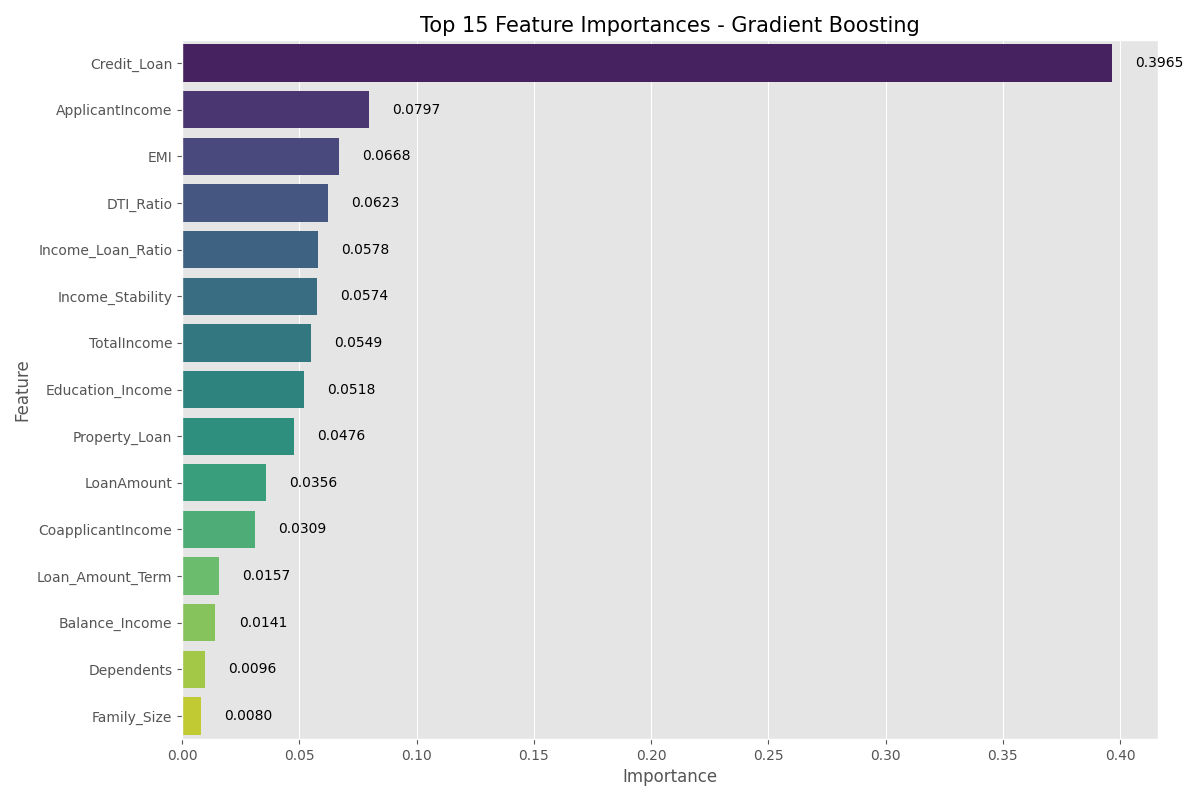 Top 15 Feature Importances - Gradient Boosting
Feature
Credit_Loan 0.3965
ApplicantIncome 0.0797
EMI 0.0668
DTI_Ratio 0.0623
Income_Loan_Ratio 0.0578
Income_Stability 0.0574
TotalIncome 0.0549
Education_Income 0.0518
Property_Loan 0.0476
LoanAmount 0.0356
CoapplicantIncome 0.0309
Loan_Amount_Term 0.0157
Balance_Income 0.0141
Dependents 0.0096
Family_Size 0.0080
0.00 0.05 0.10 0.15 0.20 0.25 0.30 0.35 0.40
Importance